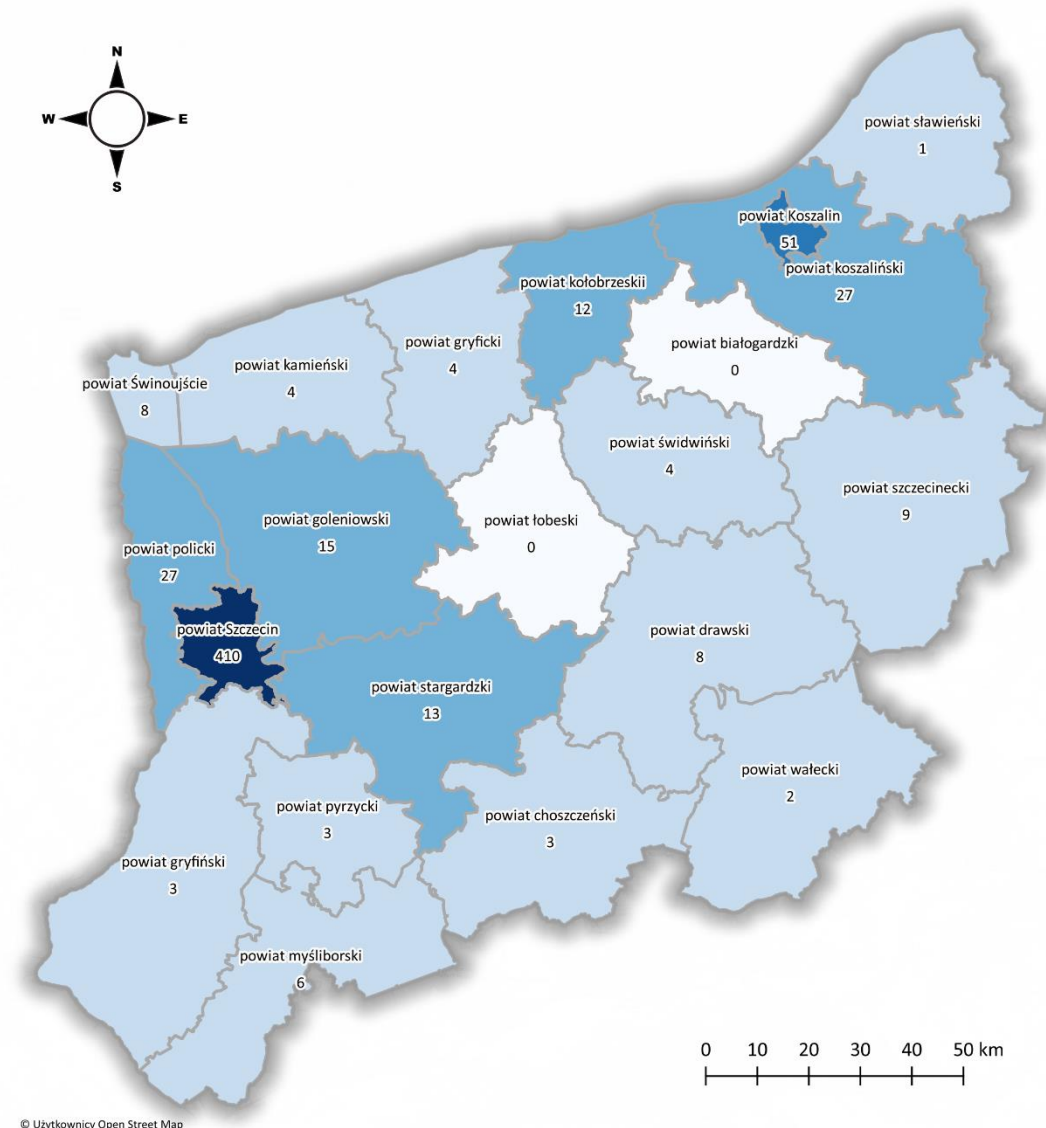 N
W E
S
powiat sławieński
1
powiat Koszalin
51
powiat koszaliński
27
powiat kołobrzeskii
12
powiat białogardzki
0
powiat gryficki
4
powiat kamieński
4
powiat Świnoujście
8
powiat świdwiński
4
powiat szczecinecki
9
powiat goleniowski
15
powiat łobeski
0
powiat policki
27
powiat Szczecin
410
powiat drawski
8
powiat stargardzki
13
powiat wałecki
2
powiat pyrzycki
3
powiat choszczeński
3
powiat gryfiński
3
powiat myśliborski
6
0 10 20 30 40 50 km
© Użytkownicy Open Street Map